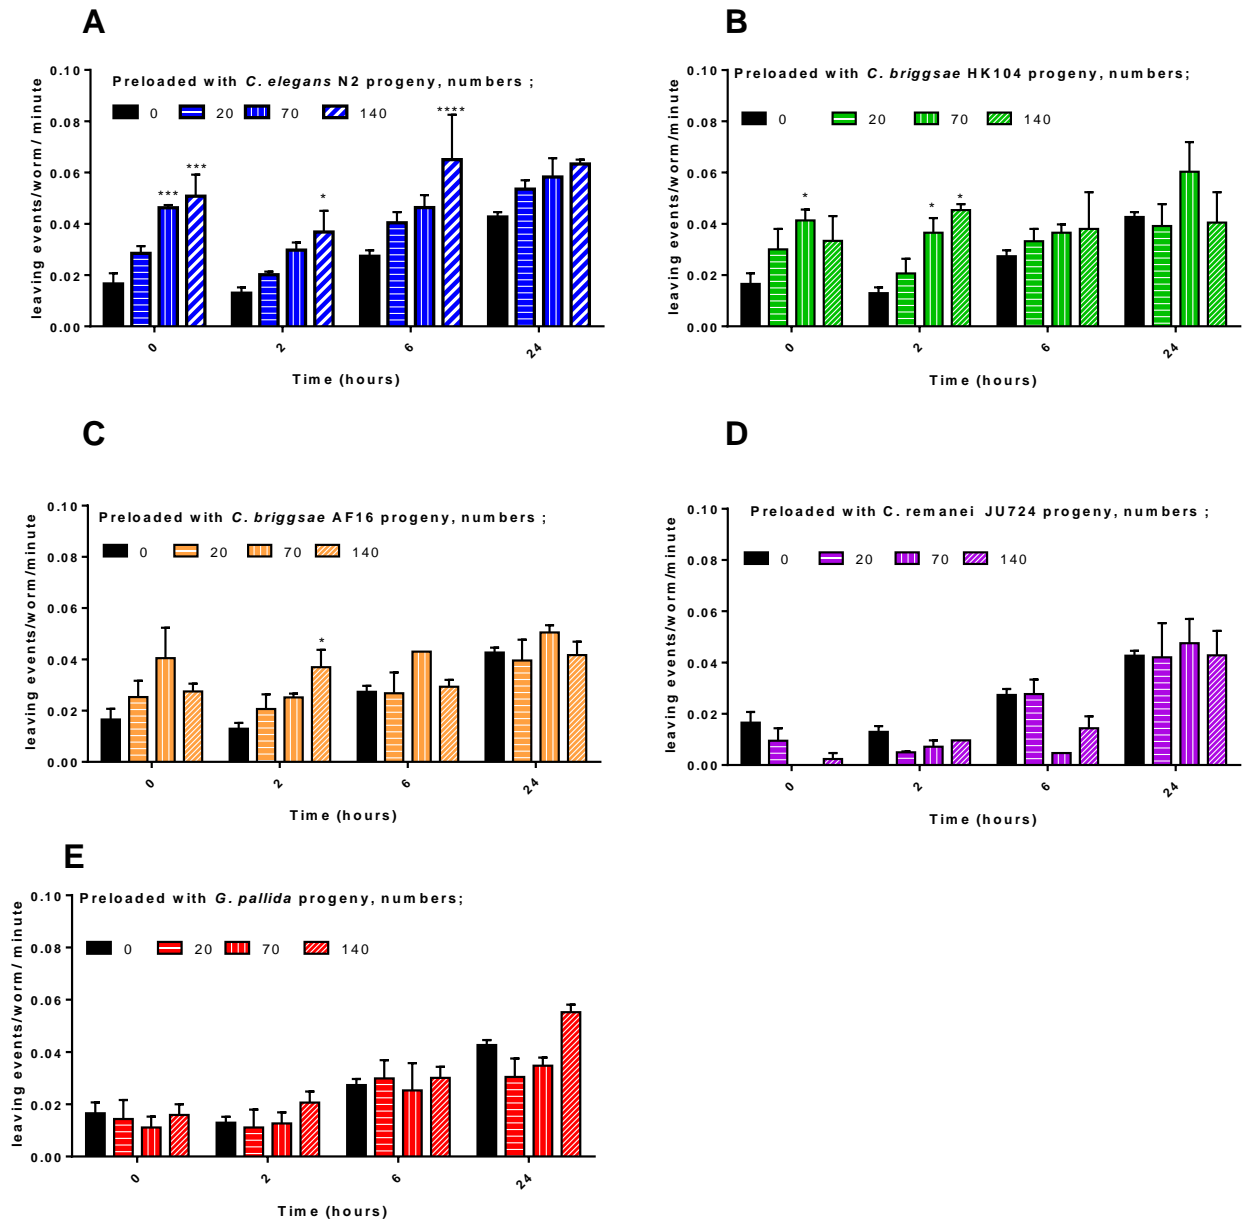 A
Preloaded with C. elegans N2 progeny, numbers ;
0 20 70 140
leaving events/worm/ minute
0.10
0.08
0.06
0.04
0.02
0.00
*** *** * ****
0 2 6 24
Time (hours)
B
Preloaded with C. briggsae HK104 progeny, numbers;
0 20 70 140
leaving events/worm/minute
0.10
0.08
0.06
0.04
0.02
0.00
* * *
0 2 6 24
Time (hours)
C
Preloaded with C. briggsae AF16 progeny, numbers ;
0 20 70 140
leaving events/worm/minute
0.10
0.08
0.06
0.04
0.02
0.00
*
0 2 6 24
Time (hours)
D
Preloaded with C. remanei JU724 progeny, numbers ;
0 20 70 140
leaving events/worm/minute
0.10
0.08
0.06
0.04
0.02
0.00
0 2 6 24
Time (hours)
E
Preloaded with G. pallida progeny, numbers;
0 20 70 140
leaving events/worm/ minute
0.10
0.08
0.06
0.04
0.02
0.00
0 2 6 24
Time (hours)